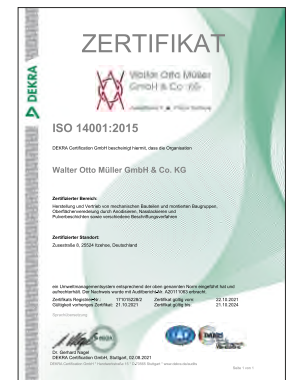 ZERTIFIKAT
DEKRA
Walter Otto Müller
GmbH & Co. KG
ISO 14001:2015
DEKRA Certification GmbH bescheinigt hiermit, dass die Organisation
Walter Otto Müller GmbH & Co. KG
Zertifizierter Bereich:
Herstellung und Vertrieb von mechanischen Bauteilen und montierten Baugruppen,
Oberflächenveredelung durch Anodisieren, Nasslackieren und
Pulverbeschichten sowie verschiedene Beschriftungsverfahren
Zertifizierter Standort:
8, 25524 Itzehoe, Deutschland
ein Umweltmanagementsystem entsprechend der oben genannten Norm eingeführt hat und
aufrechterhält. Der Nachweis wurde mit Auditbericht-Nr. A20111003 erbracht.
Zertifikats Registrier-Nr.: 171015228/2 Zertifikat gültig vom: 22.10.2021
Gültigkeit vorheriges Zertifikat: 21.10.2021 Zertifikat gültig bis: 21.10.2024
Dr. Gerhard Nagel
DEKRA Certification GmbH, Stuttgart, 02.08.2021
Seite 1 von 1